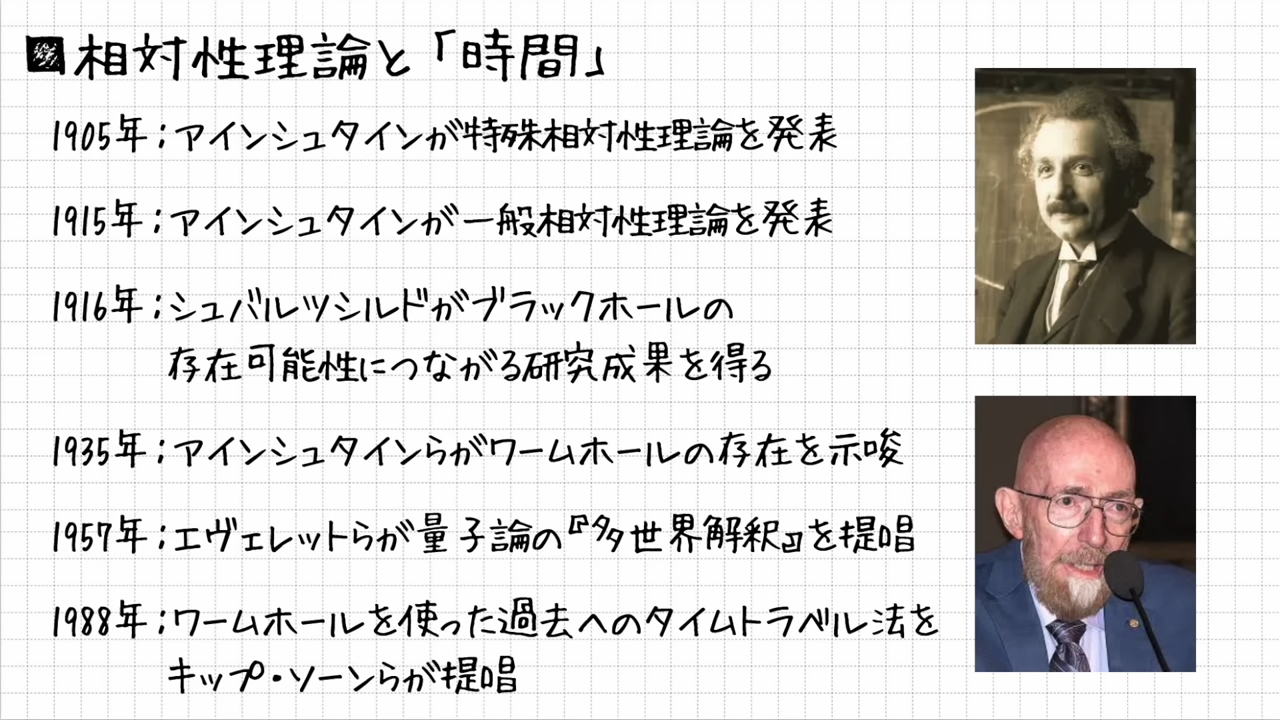 相対性理論と「時間」
1905年；アインシュタインが特殊相対性理論を発表
1915年；アインシュタインが一般相対性理論を発表
1916年；シュバルツシルドがブラックホールの
存在可能性につながる研究成果を得る
1935年；アインシュタインらがワームホールの存在を示唆
1957年；エヴェレットらが量子論の『多世界解釈』を提唱
1988年；ワームホールを使った過去へのタイムトラベル法を
キップ・ソーンらが提唱